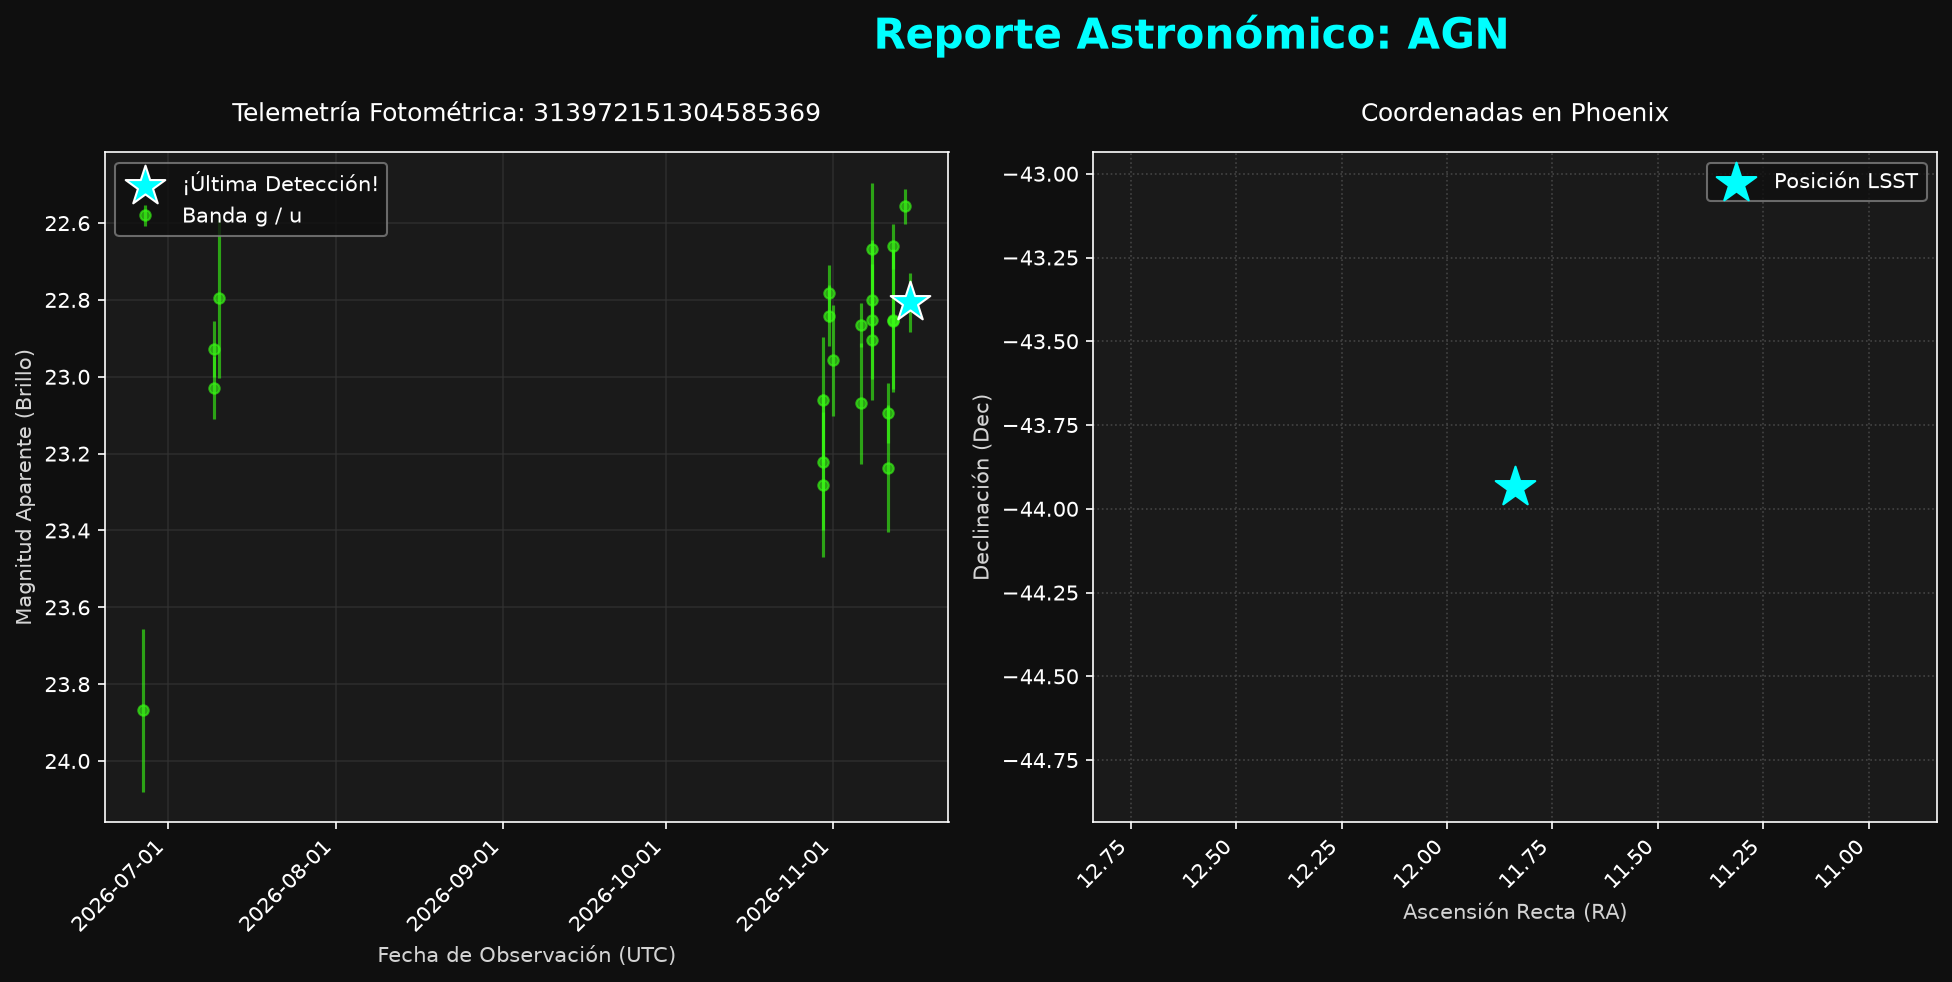 Reporte Astronómico: AGN
Telemetría Fotométrica: 313972151304585369
¡Última Detección!
Banda g / u
22.6
22.8
23.0
23.2
23.4
23.6
23.8
24.0
Magnitud Aparente (Brillo)
2026-07-01
2026-08-01
2026-09-01
2026-10-01
2026-11-01
Fecha de Observación (UTC)
Coordenadas en Phoenix
Posición LSST
−43.00
−43.25
−43.50
−43.75
−44.00
−44.25
−44.50
−44.75
Declinación (Dec)
12.75
12.50
12.25
12.00
11.75
11.50
11.25
11.00
Ascensión Recta (RA)